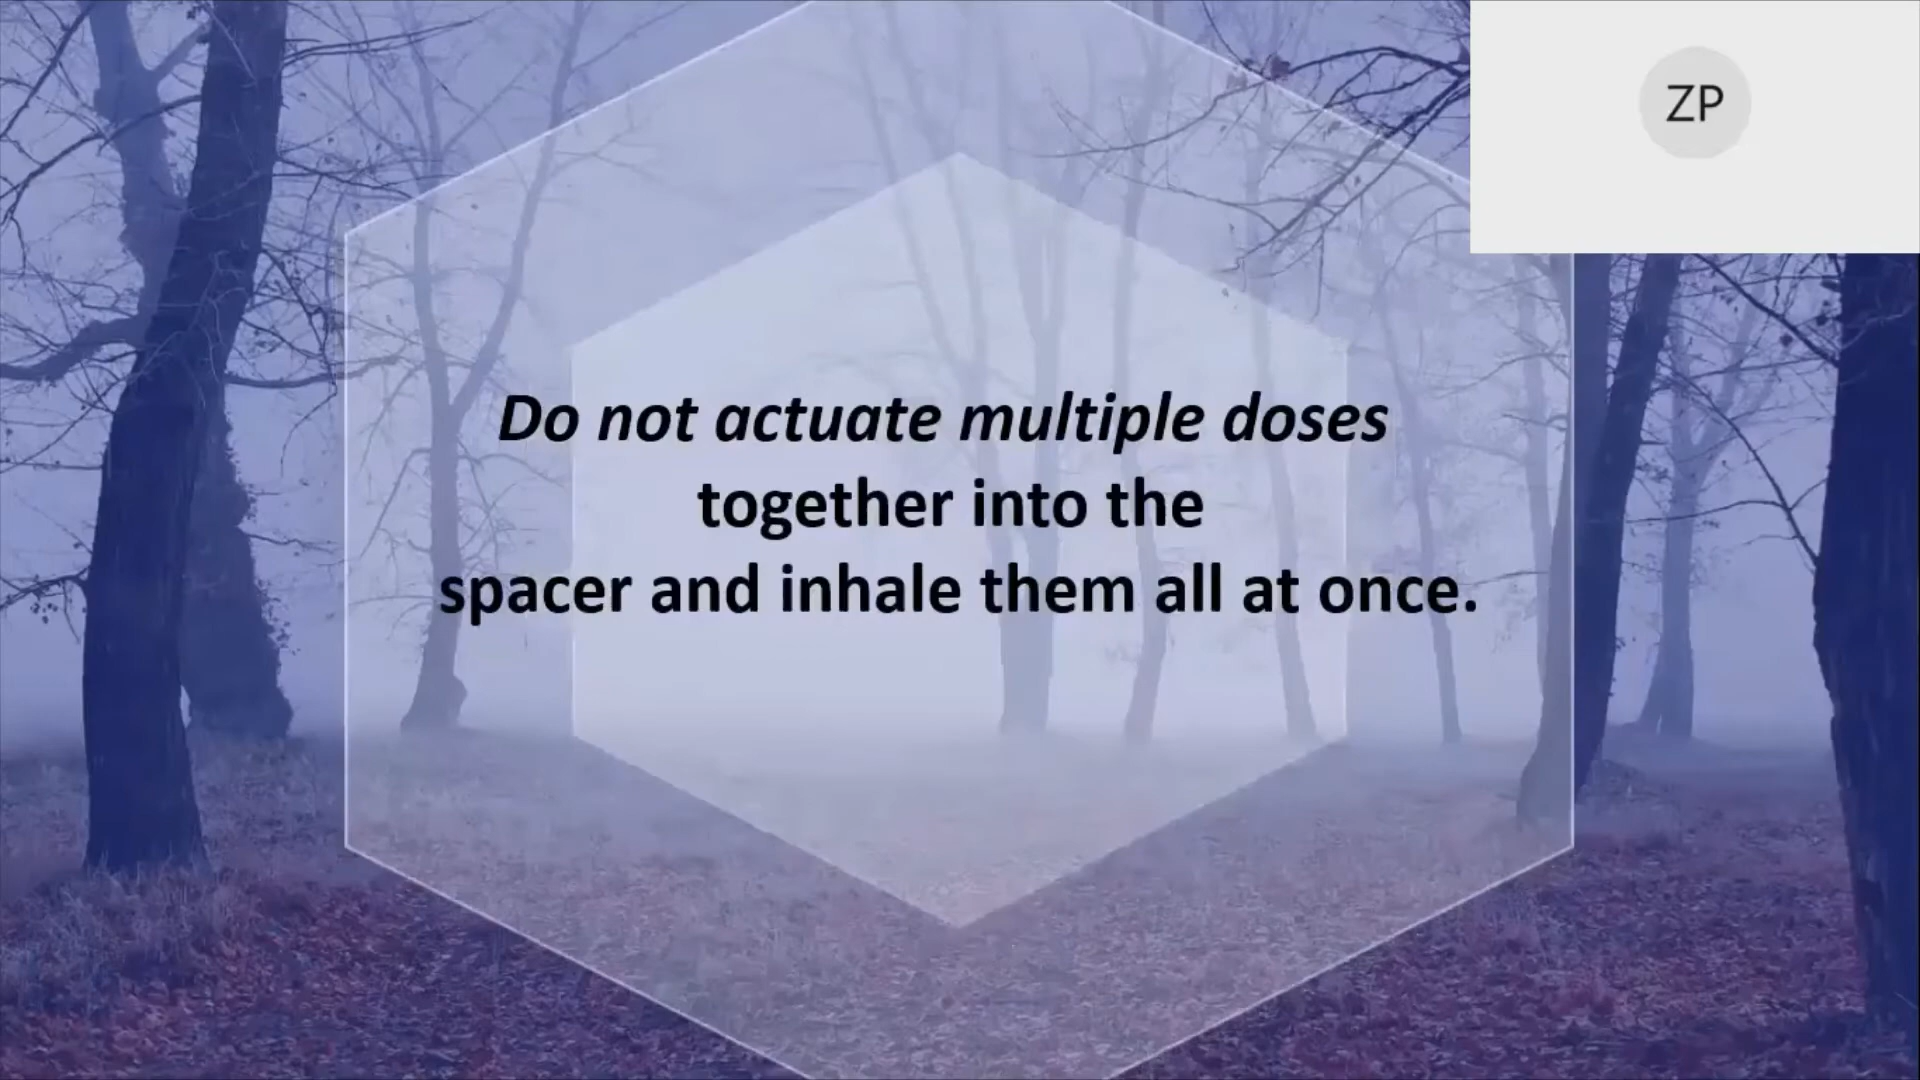 ZP
Do not actuate multiple doses
together into the
spacer and inhale them all at once.